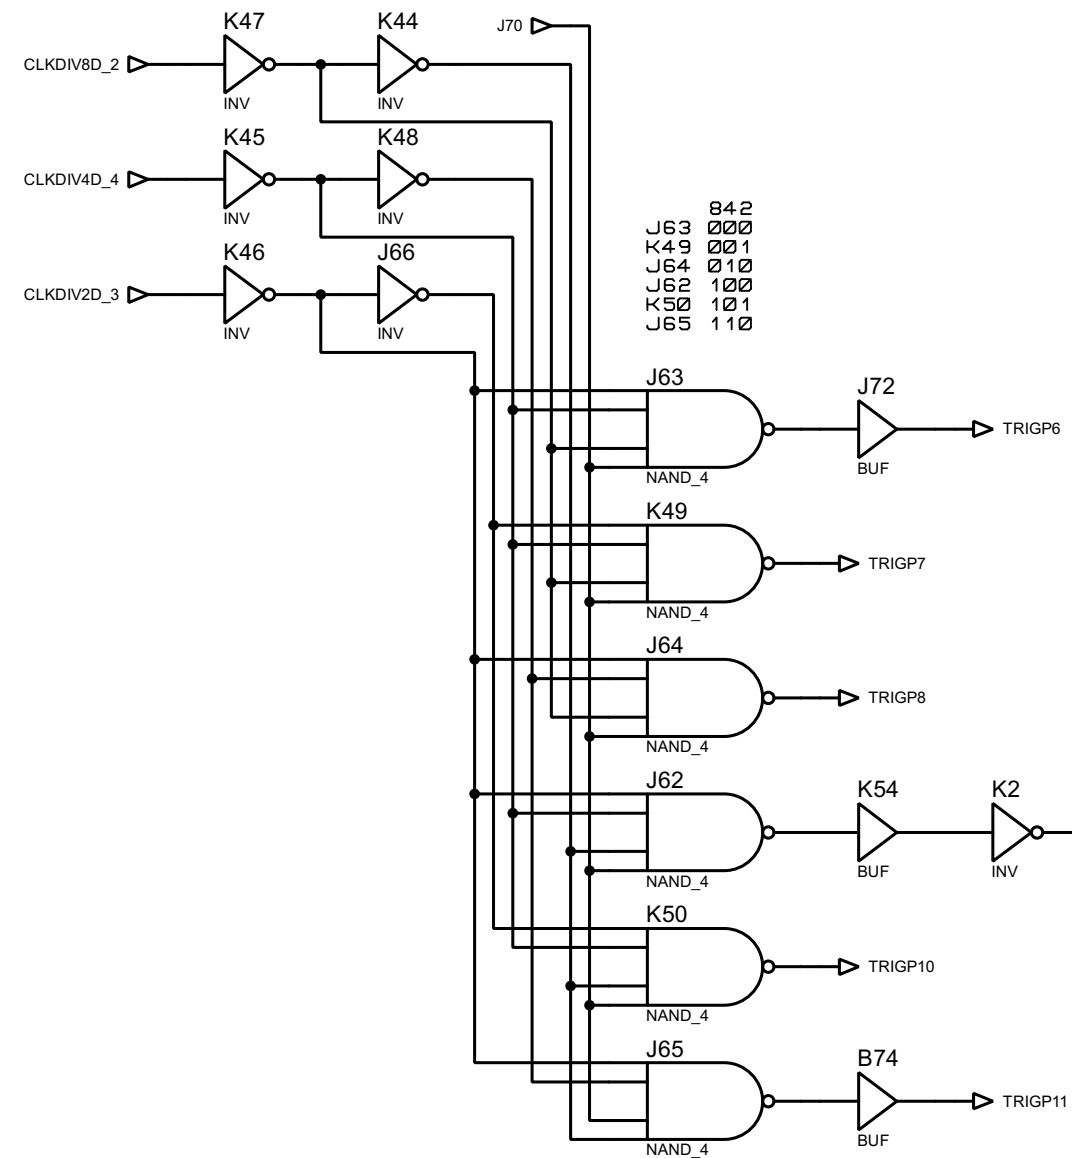 K47
K44
J70
CLKDIV8D_2
INV
INV
K45
K48
CLKDIV4D_4
INV
INV
842
J63 000
K49 001
J64 010
J62 100
K50 101
J65 110
K46
J66
CLKDIV2D_3
INV
INV
J63
J72
TRIGP6
NAND_4
BUF
K49
TRIGP7
NAND_4
J64
TRIGP8
NAND_4
J62
K54
K2
NAND_4
BUF
INV
K50
TRIGP10
NAND_4
J65
B74
TRIGP11
NAND_4
BUF